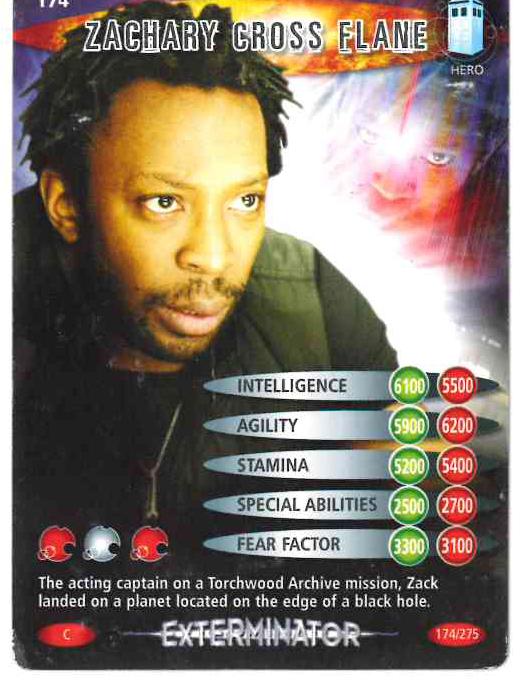 174
ZACHARY CROSS FLANE
HERO
INTELLIGENCE 6100 5500
AGILITY 5900 6200
STAMINA 5200 5400
SPECIAL ABILITIES 2500 2700
FEAR FACTOR 3300 3100
The acting captain on a Torchwood Archive mission, Zack
landed on a planet located on the edge of a black hole.
C EXTERMINATOR 174/275